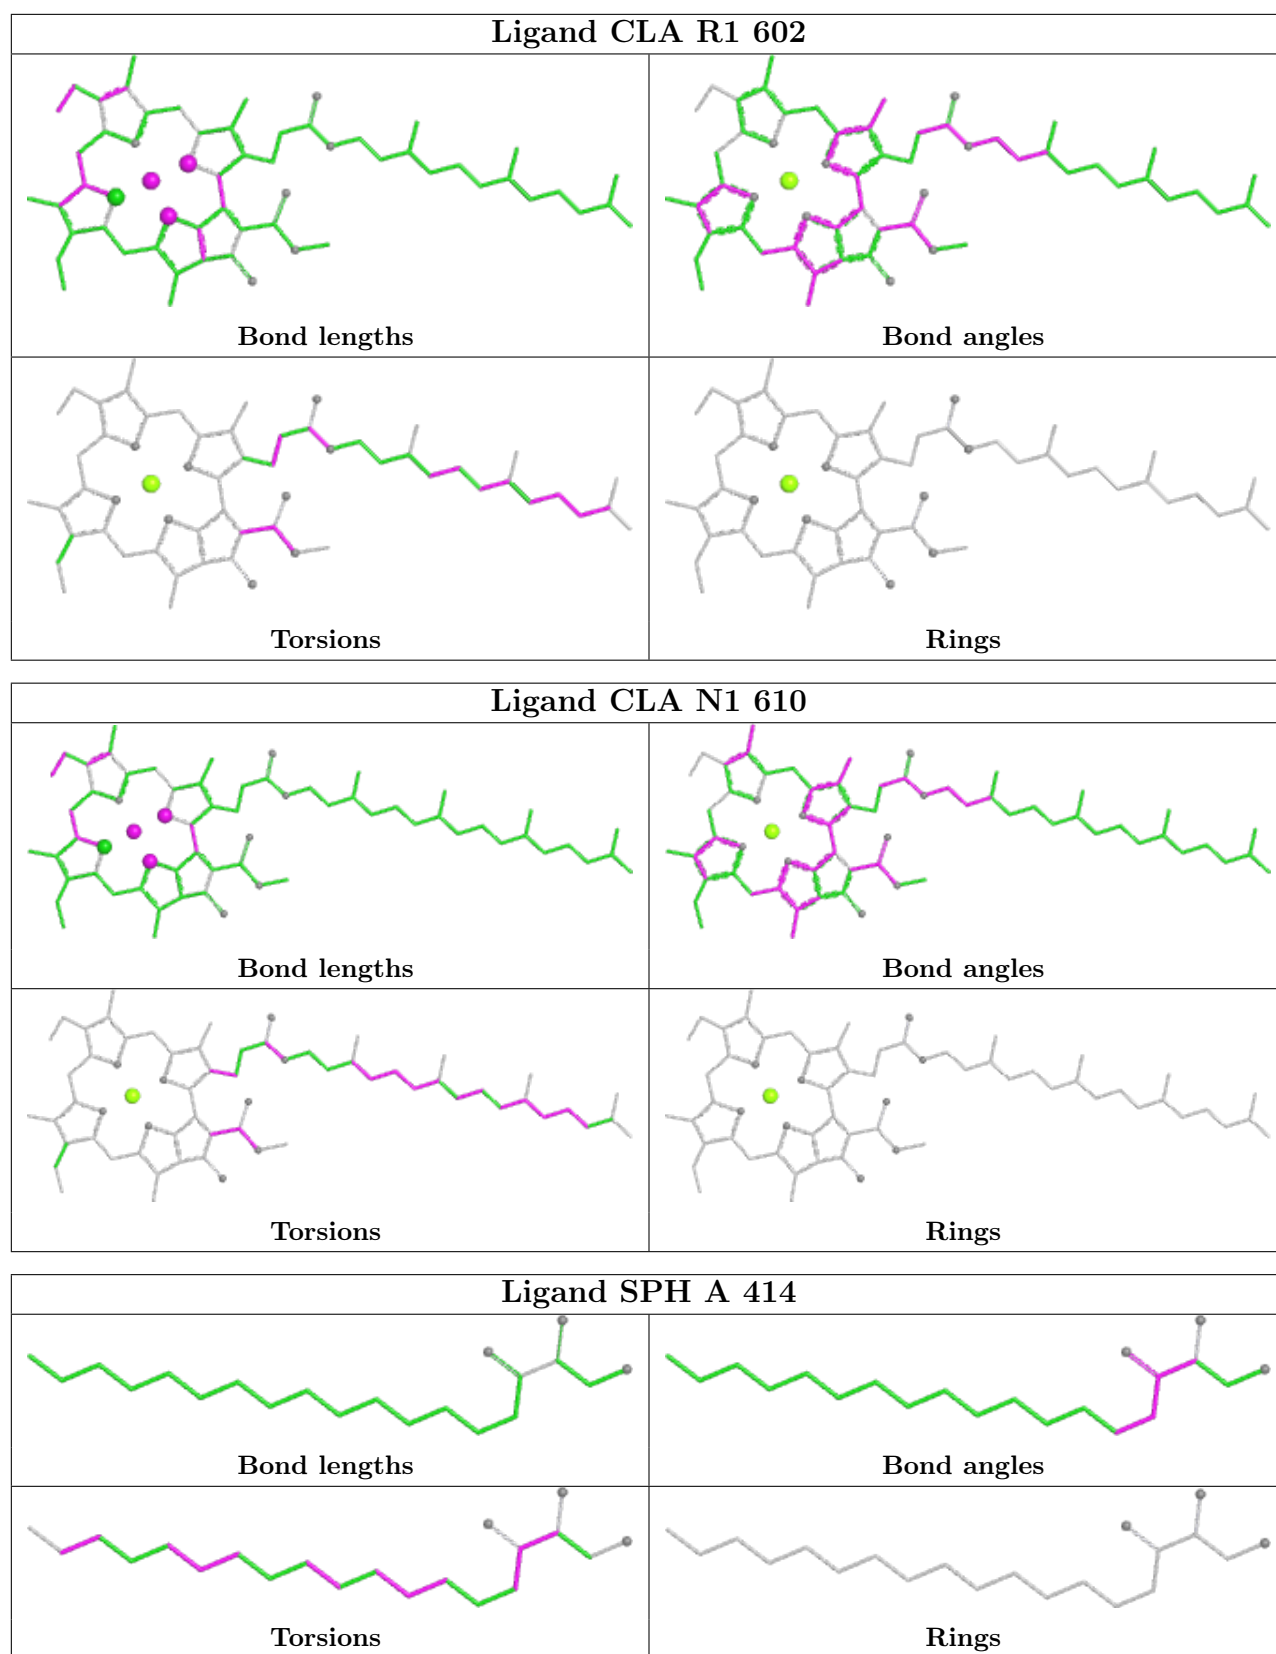 Ligand CLA R1 602
Bond lengths
Bond angles
Torsions
Rings
Ligand CLA N1 610
Bond lengths
Bond angles
Torsions
Rings
Ligand SPH A 414
Bond lengths
Bond angles
Torsions
Rings